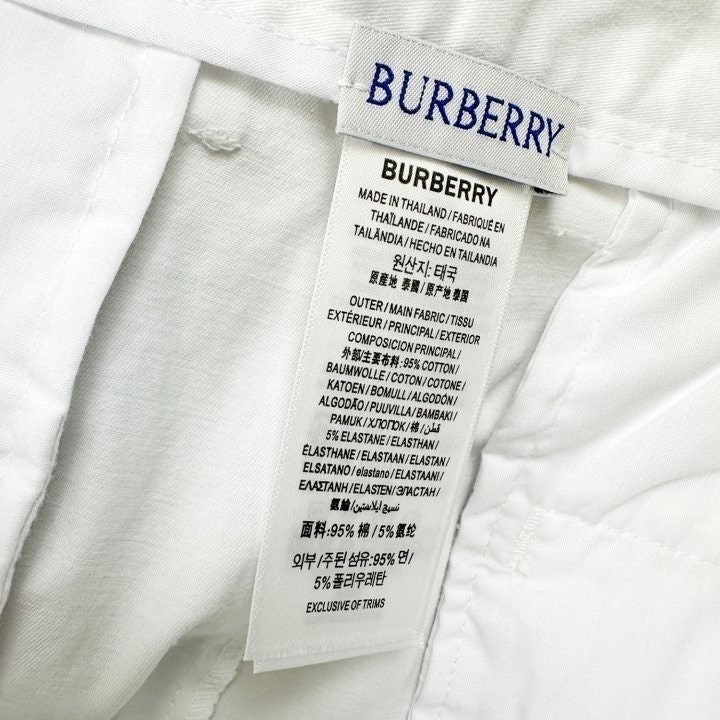 BURBERRY
BURBERRY
MADE IN THAILAND / FABRIQUÉ EN
THAÏLANDE / FABRICADO NA
TAILÂNDIA / HECHO EN TAILANDIA
원산지: 태국
原産地 泰國 / 原产地 泰国
OUTER / MAIN FABRIC / TISSU
EXTÉRIEUR / PRINCIPAL / EXTERIOR
COMPOSICION PRINCIPAL /
外部/主要布料: 95% COTTON /
BAUMWOLLE / COTON / COTONE /
KATOEN / BOMULL / ALGODÓN /
ALGODÃO / PUUVILLA / BAMBAKI /
PAMUK / ХЛОПОК / 棉 / قطن /
5% ELASTANE / ELASTHAN /
ÉLASTHANE / ELASTAAN / ELASTAN /
ELSATANO / elastano / ELASTAANI /
ΕΛΑΣΤΑΝΗ / ELASTEN / ЭЛАСТАН /
氨綸 / نسيج ايلاستين /
面料:95% 棉 / 5% 氨纶
외부 / 주된 섬유:95% 면 /
5% 폴리우레탄
EXCLUSIVE OF TRIMS